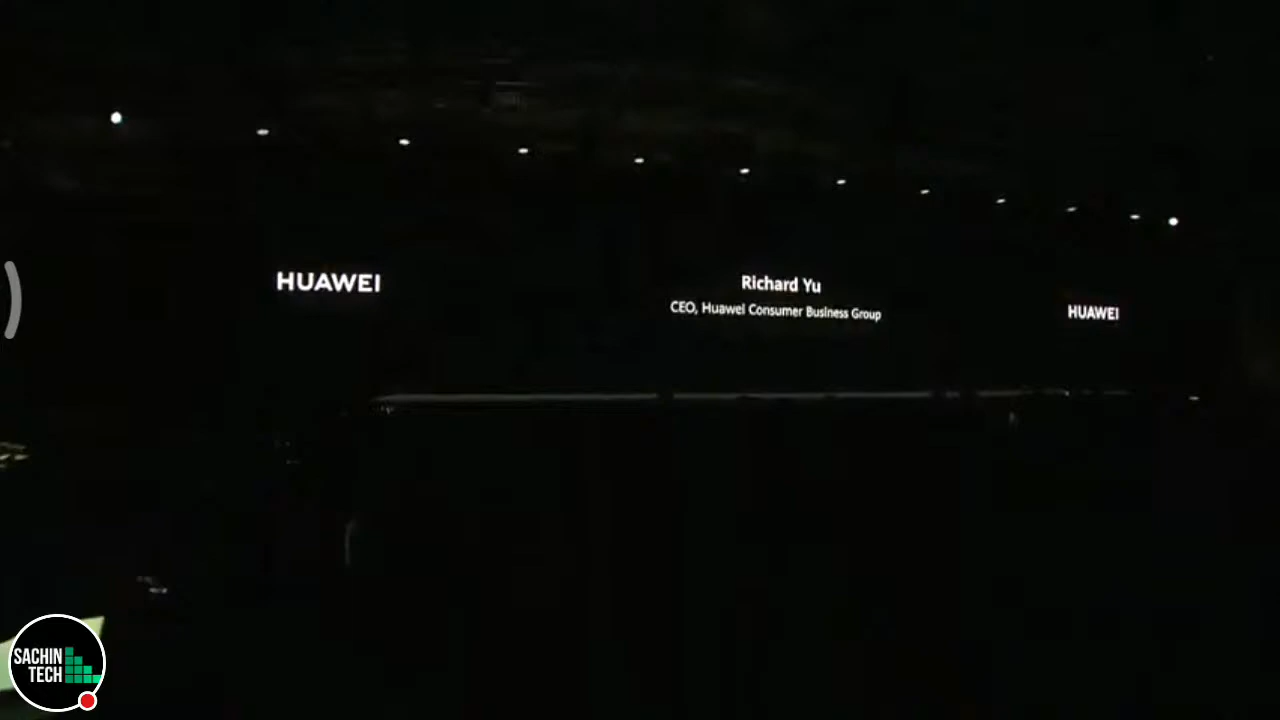 HUAWEI
Richard Yu
CEO, Huawei Consumer Business Group
HUAWEI
SACHIN
TECH